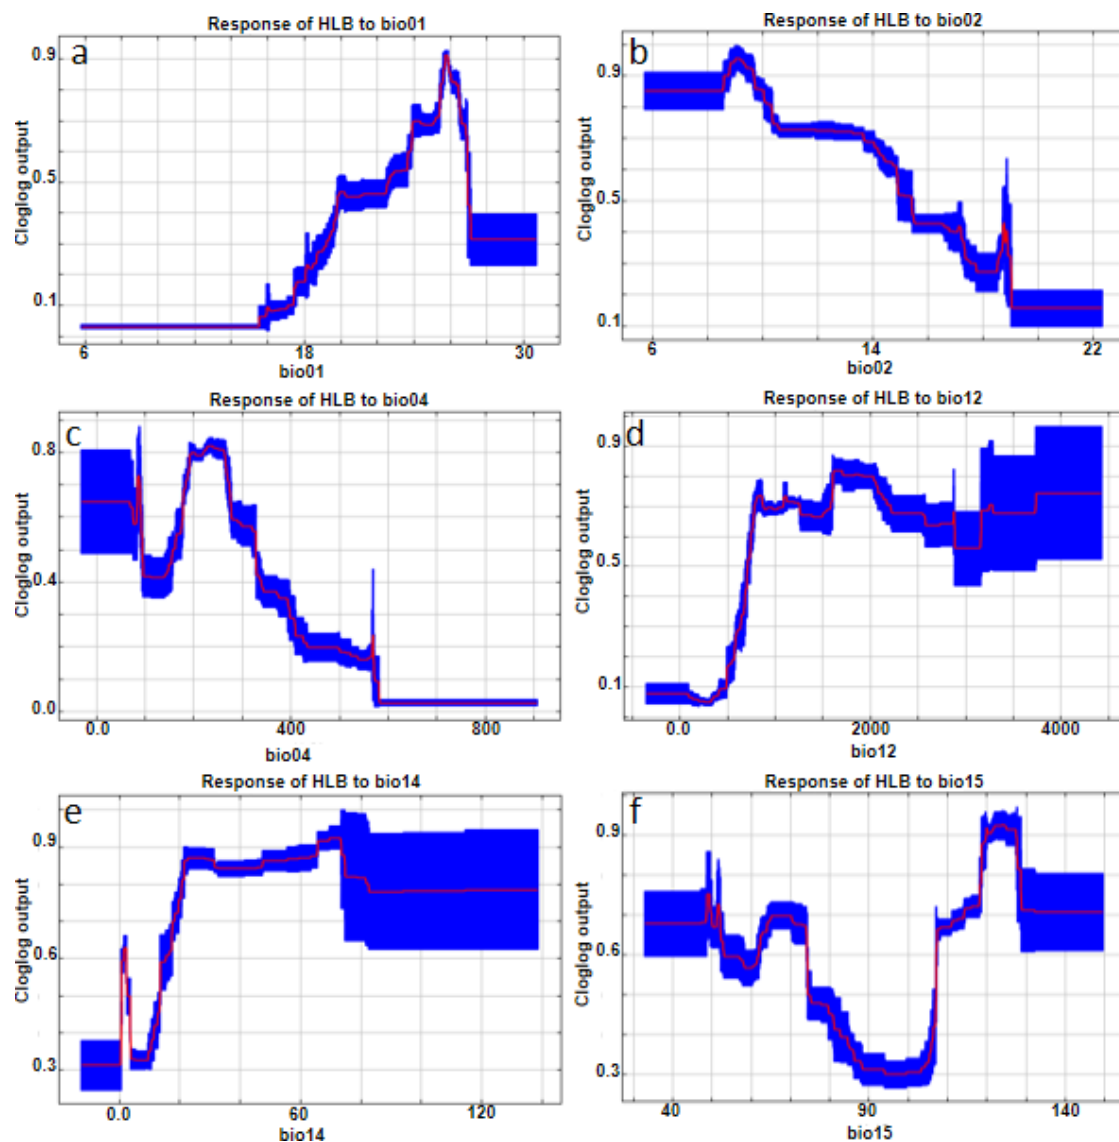 Response of HLB to bio01
a
Cloglog output
0.9
0.5
0.1
6 18 30
bio01
Response of HLB to bio02
b
Cloglog output
0.9
0.5
0.1
6 14 22
bio02
Response of HLB to bio04
c
Cloglog output
0.8
0.4
0.0
0.0 400 800
bio04
Response of HLB to bio12
d
Cloglog output
0.9
0.5
0.1
0.0 2000 4000
bio12
Response of HLB to bio14
e
Cloglog output
0.9
0.6
0.3
0.0 60 120
bio14
Response of HLB to bio15
f
Cloglog output
0.9
0.6
0.3
40 90 140
bio15